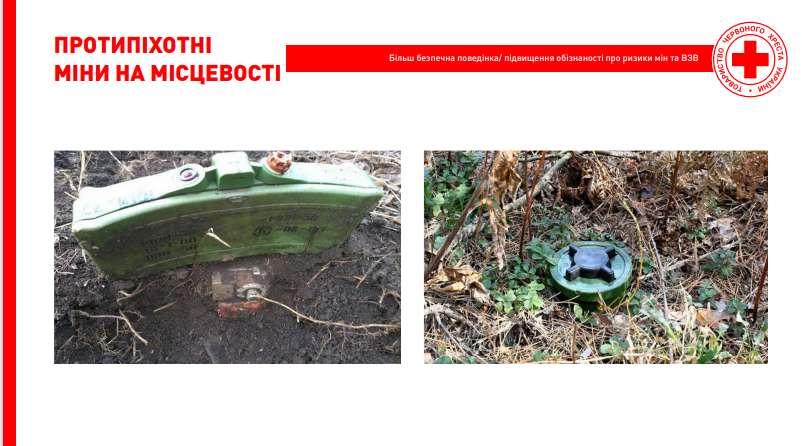 ПРОТИПІХОТНІ
МІНИ НА МІСЦЕВОСТІ
Більш безпечна поведінка/ підвищення обізнаності про ризики мін та ВЗВ
ТОВАРИСТВО ЧЕРВОНОГО ХРЕСТА УКРАЇНИ